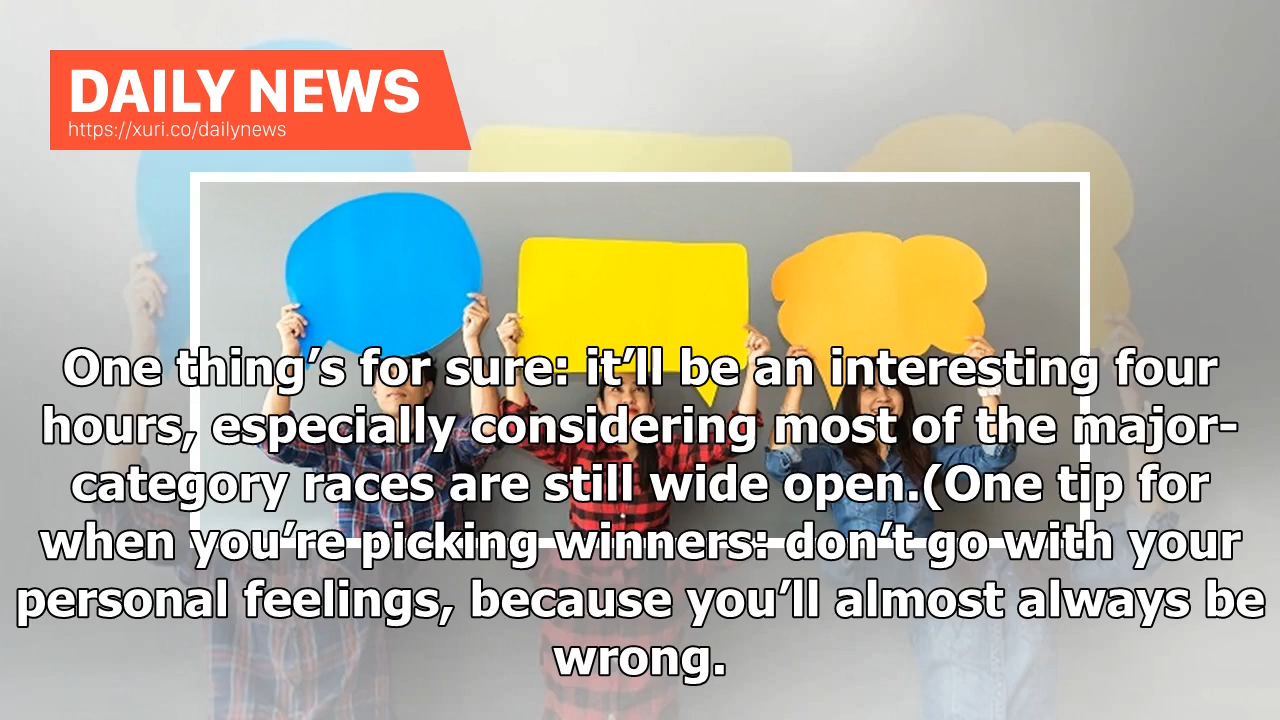 DAILY NEWS
https://xuri.co/dailynews
One thing’s for sure: it’ll be an interesting four
hours, especially considering most of the major-
category races are still wide open.(One tip for
when you’re picking winners: don’t go with your
personal feelings, because you’ll almost always be
wrong.